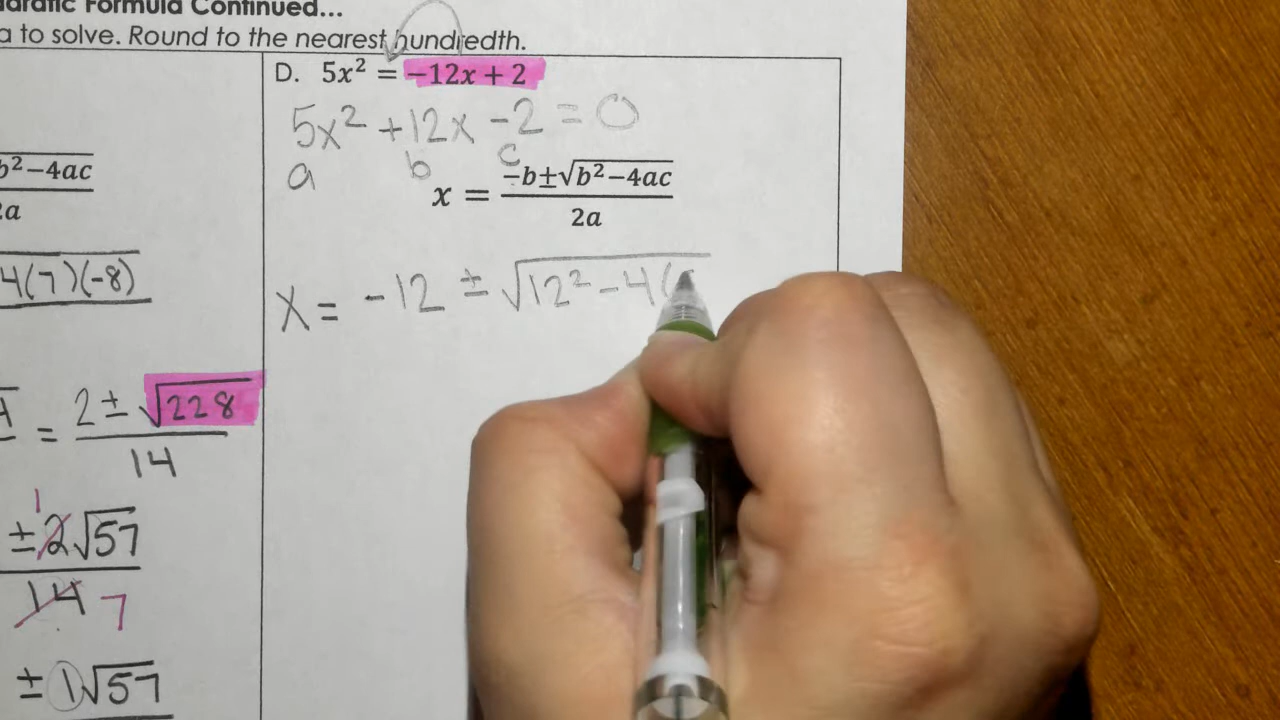 Formula Continued...
a to solve. Round to the nearest hundredth.
b²−4ac
2a
4(7)(-8)
= 2 ± √228
14
1
± 2√57
14 7
± 1√57
D. 5x² = −12x + 2
5x² + 12x - 2 = 0
a b c
x = −b±√b²−4ac
2a
x = -12 ± √12² - 4(